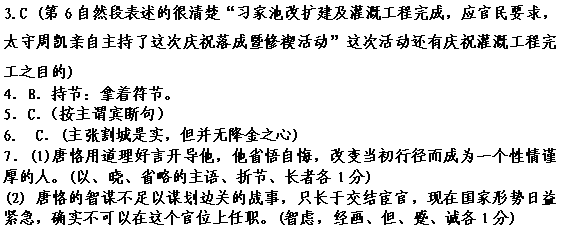 3.C (第 6 自然段表述的很清楚“习家池改扩建及灌溉工程完成，应官民要求，
太守周凯亲自主持了这次庆祝落成暨修禊活动”这次活动还有庆祝灌溉工程完
工之目的)
4．B．持节：拿着符节。
5．C．(按主谓宾断句)
6． C．(主张割城是实，但并无降金之心)
7．(1)唐恪用道理好言开导他，他省悟自悔，改变当初行径而成为一个性情谨
厚的人。(以、晓、省略的主语、折节、长者各 1 分)
(2) 唐恪的智谋不足以谋划边关的战事，只长于交结宦官，现在国家形势日益
紧急，确实不可以在这个官位上任职。(智虑，经画、但、蹙、诚各 1 分)